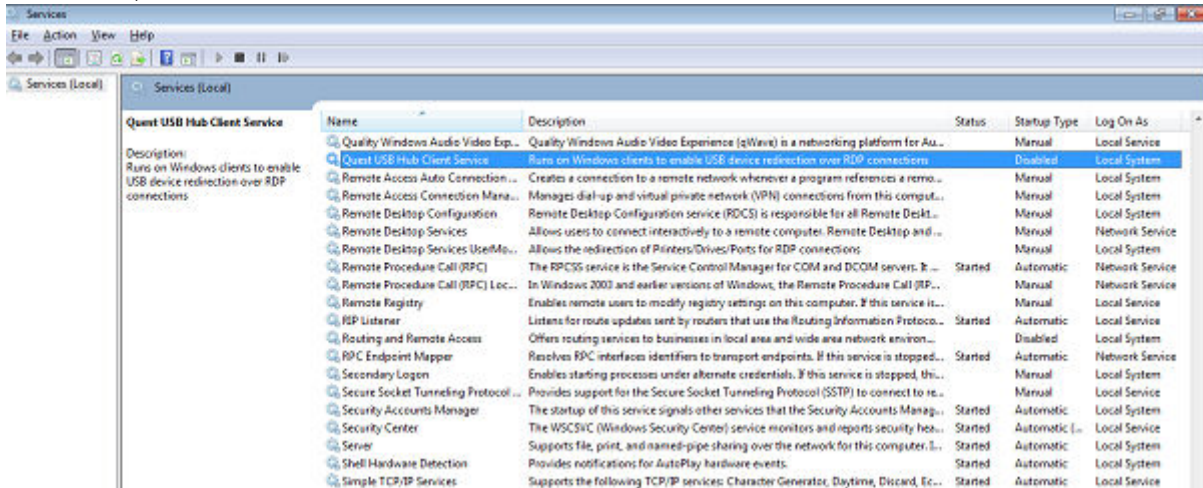 Services
File Action View Help
Services (Local)
Services (Local)
Quest USB Hub Client Service
Description:
Runs on Windows clients to enable
USB device redirection over RDP
connections
Name Description Status Startup Type Log On As
Quality Windows Audio Video Exp... Quality Windows Audio Video Experience (qWave) is a networking platform for Au... Manual Local Service
Quest USB Hub Client Service Runs on Windows clients to enable USB device redirection over RDP connections Disabled Local System
Remote Access Auto Connection ... Creates a connection to a remote network whenever a program references a remo... Manual Local System
Remote Access Connection Mana... Manages dial-up and virtual private network (VPN) connections from this comput... Manual Local System
Remote Desktop Configuration Remote Desktop Configuration service (RDCS) is responsible for all Remote Deskt... Manual Local System
Remote Desktop Services Allows users to connect interactively to a remote computer. Remote Desktop and ... Manual Network Service
Remote Desktop Services UserMo... Allows the redirection of Printers/Drives/Ports for RDP connections Manual Local System
Remote Procedure Call (RPC) The RPCSS service is the Service Control Manager for COM and DCOM servers. It ... Started Automatic Network Service
Remote Procedure Call (RPC) Loc... In Windows 2003 and earlier versions of Windows, the Remote Procedure Call (RP... Manual Network Service
Remote Registry Enables remote users to modify registry settings on this computer. If this service is... Manual Local Service
RIP Listener Listens for route updates sent by routers that use the Routing Information Protoco... Started Automatic Local Service
Routing and Remote Access Offers routing services to businesses in local area and wide area network environ... Disabled Local System
RPC Endpoint Mapper Resolves RPC interfaces identifiers to transport endpoints. If this service is stopped... Started Automatic Network Service
Secondary Logon Enables starting processes under alternate credentials. If this service is stopped, thi... Manual Local System
Secure Socket Tunneling Protocol ... Provides support for the Secure Socket Tunneling Protocol (SSTP) to connect to re... Manual Local Service
Security Accounts Manager The startup of this service signals other services that the Security Accounts Manag... Started Automatic Local System
Security Center The WSCSVC (Windows Security Center) service monitors and reports security hea... Started Automatic (... Local Service
Server Supports file, print, and named-pipe sharing over the network for this computer. I... Started Automatic Local System
Shell Hardware Detection Provides notifications for AutoPlay hardware events. Started Automatic Local System
Simple TCP/IP Services Supports the following TCP/IP services: Character Generator, Daytime, Discard, Ec... Started Automatic Local Service